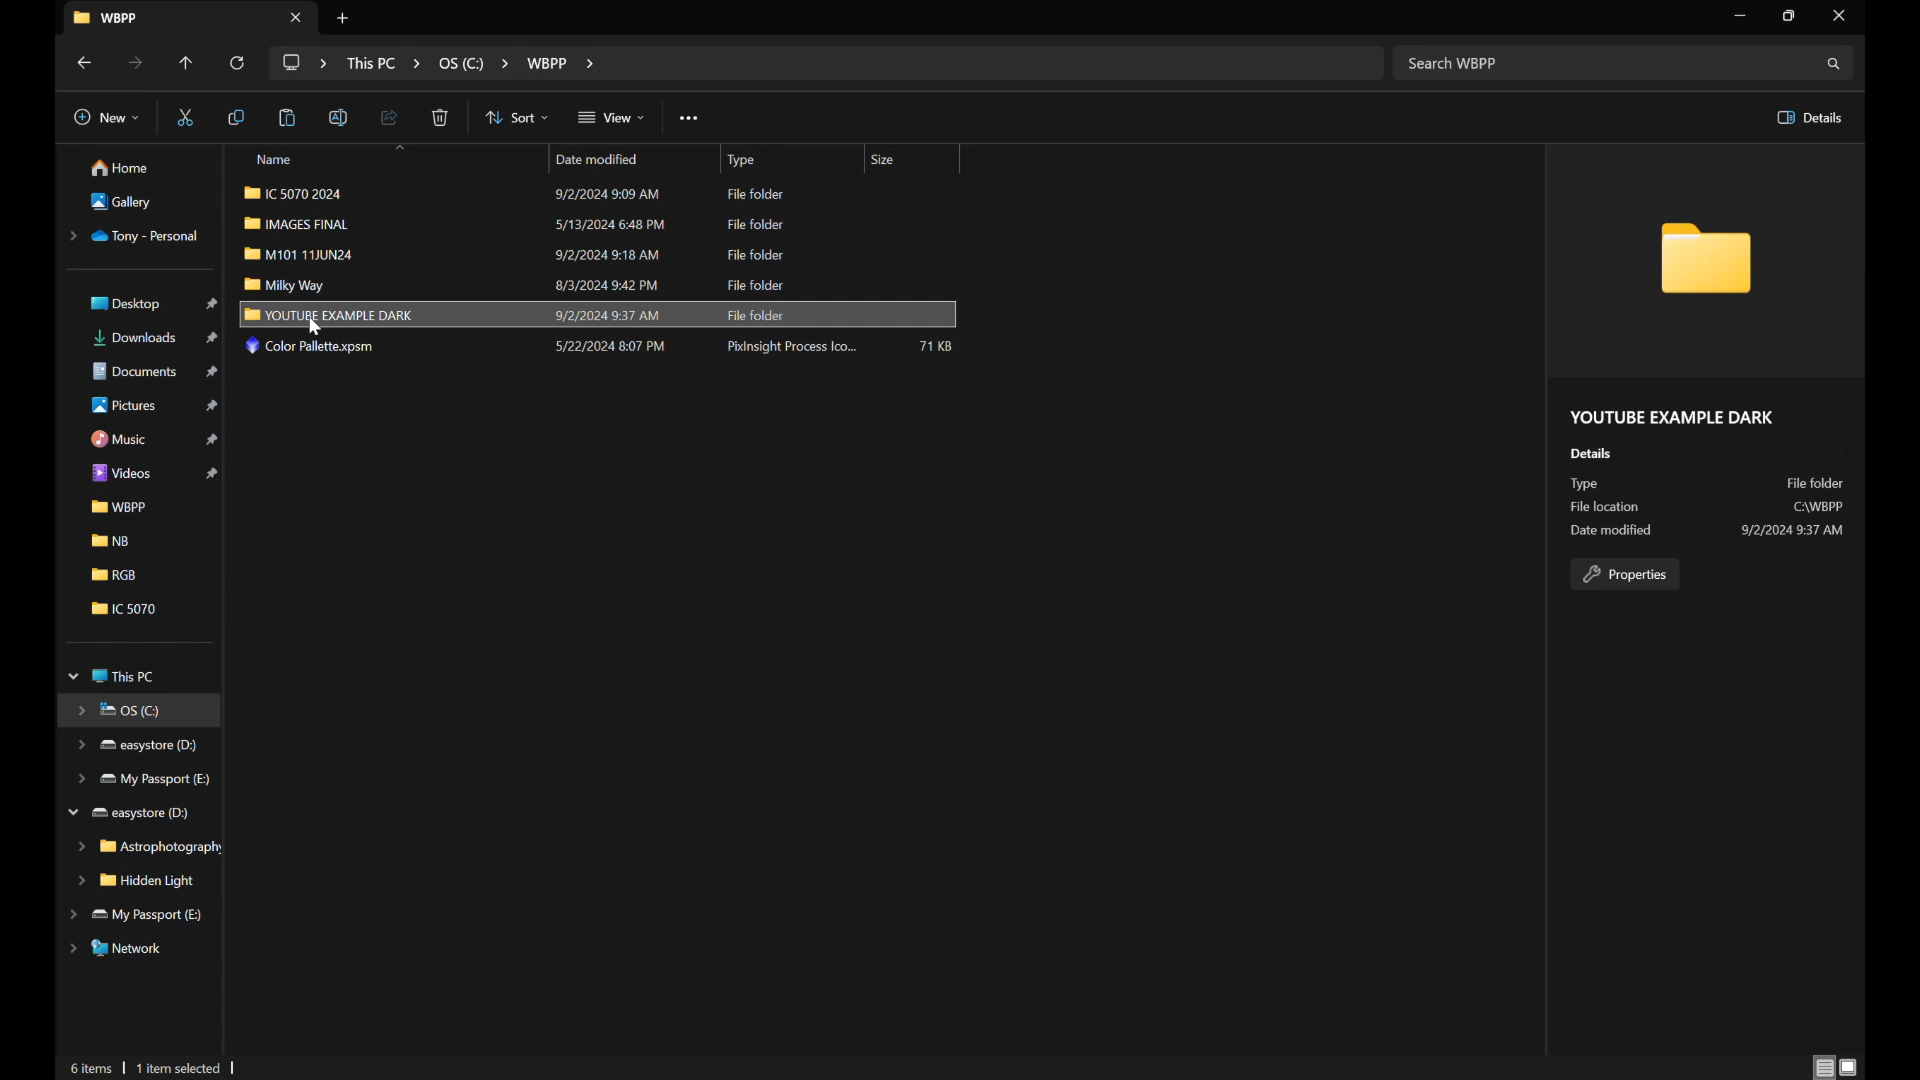 WBPP
This PC > OS (C:) > WBPP >
Search WBPP
New
Sort
View
Details
Name
Date modified
Type
Size
IC 5070 2024 9/2/2024 9:09 AM File folder
IMAGES FINAL 5/13/2024 6:48 PM File folder
M101 11JUN24 9/2/2024 9:18 AM File folder
Milky Way 8/3/2024 9:42 PM File folder
YOUTUBE EXAMPLE DARK 9/2/2024 9:37 AM File folder
Color Pallette.xpsm 5/22/2024 8:07 PM PixInsight Process Ico... 71 KB
Home
Gallery
Tony - Personal
Desktop
Downloads
Documents
Pictures
Music
Videos
WBPP
NB
RGB
IC 5070
This PC
OS (C:)
easystore (D:)
My Passport (E:)
easystore (D:)
Astrophotography
Hidden Light
My Passport (E:)
Network
YOUTUBE EXAMPLE DARK
Details
Type File folder
File location C:\WBPP
Date modified 9/2/2024 9:37 AM
Properties
6 items
1 item selected